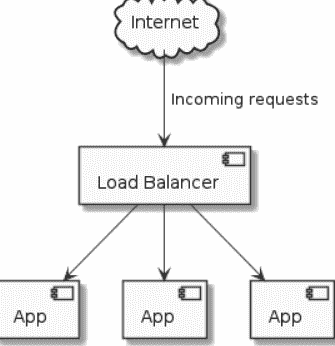 Internet
Incoming requests
Load Balancer
App
App
App